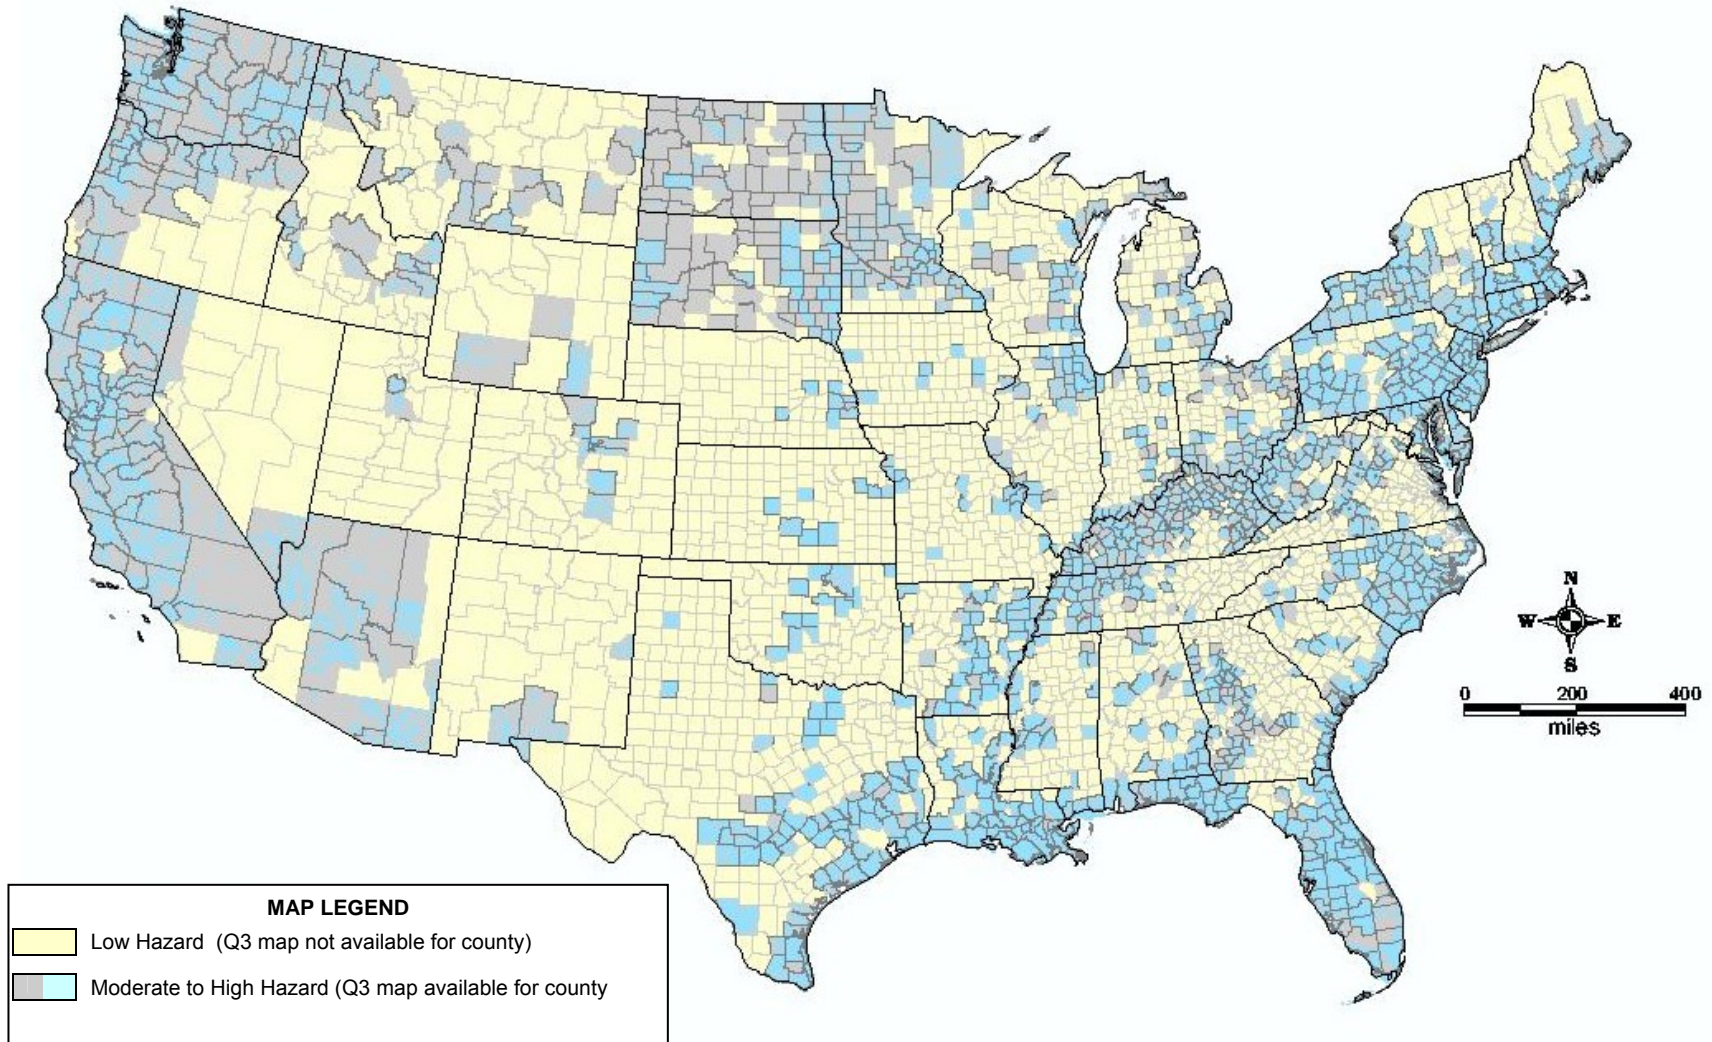 N
W E
S
0 200 400
miles
MAP LEGEND
Low Hazard (Q3 map not available for county)
Moderate to High Hazard (Q3 map available for county